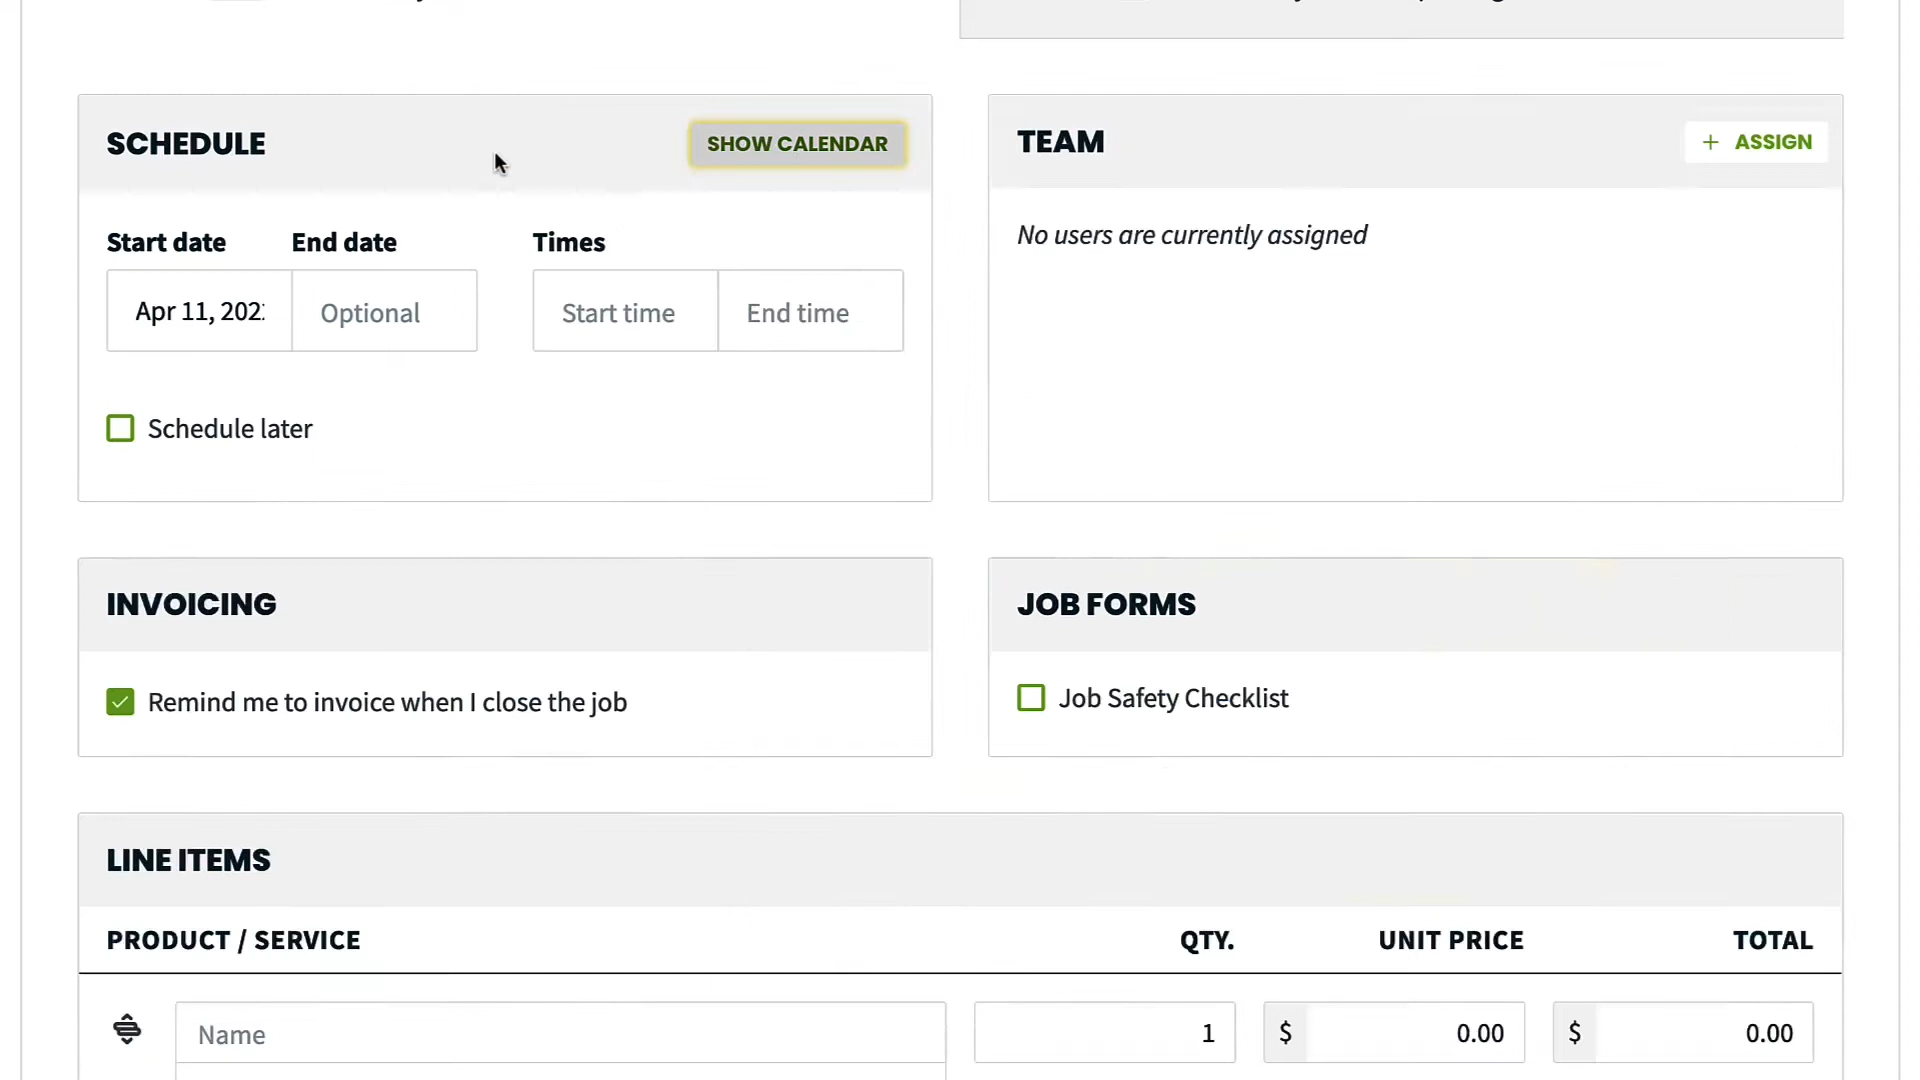 SCHEDULE
SHOW CALENDAR
Start date
End date
Times
Apr 11, 202
Optional
Start time
End time
Schedule later
TEAM
+ ASSIGN
No users are currently assigned
INVOICING
Remind me to invoice when I close the job
JOB FORMS
Job Safety Checklist
LINE ITEMS
PRODUCT / SERVICE
QTY.
UNIT PRICE
TOTAL
Name
1
$ 0.00
$ 0.00